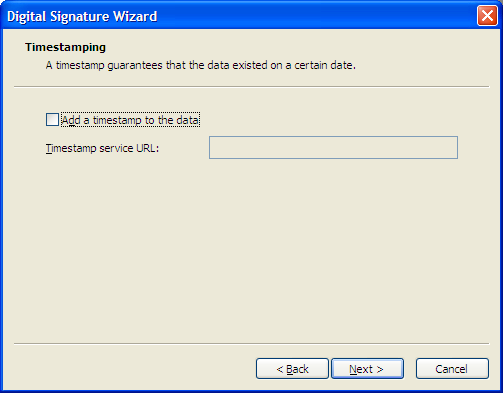 Digital Signature Wizard
Timestamping
A timestamp guarantees that the data existed on a certain date.
Add a timestamp to the data
Timestamp service URL:
< Back
Next >
Cancel